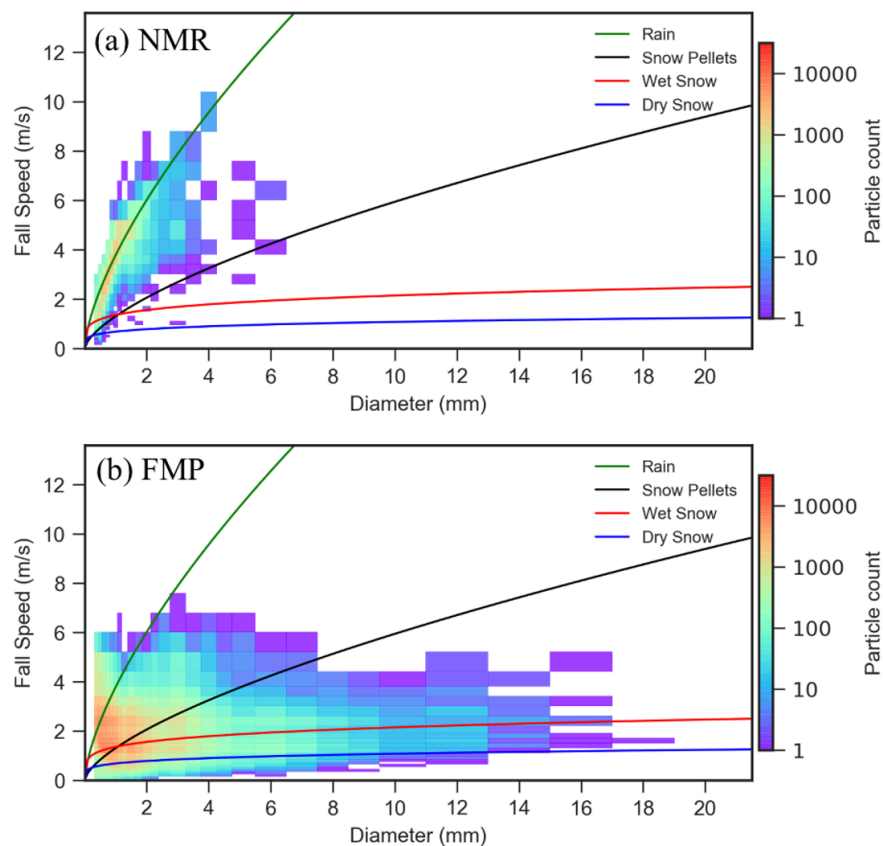 (a) NMR
Rain
Snow Pellets
Wet Snow
Dry Snow
12
10
8
6
4
2
0
Fall Speed (m/s)
2 4 6 8 10 12 14 16 18 20
Diameter (mm)
10000
1000
100
10
1
Particle count
(b) FMP
Rain
Snow Pellets
Wet Snow
Dry Snow
12
10
8
6
4
2
0
Fall Speed (m/s)
2 4 6 8 10 12 14 16 18 20
Diameter (mm)
10000
1000
100
10
1
Particle count